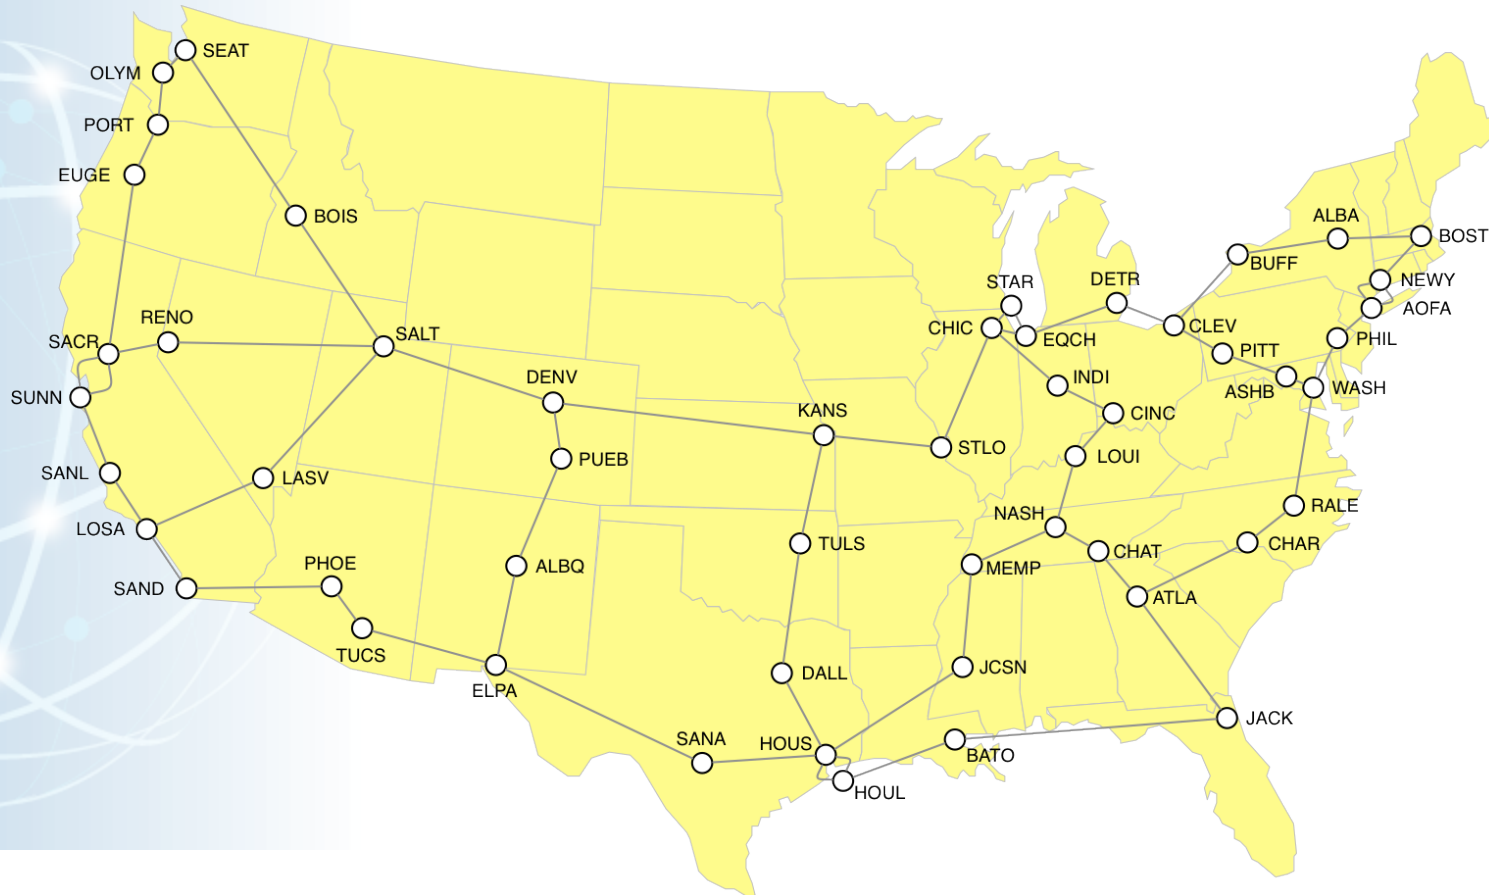 SEAT
OLYM
PORT
EUGE
BOIS
ALBA
BOST
BUFF
STAR
DETR
NEWY
AOFA
RENO
SACR
SALT
CHIC
EQCH
CLEV
PHIL
PITT
DENV
INDI
ASHB
WASH
SUNN
KANS
CINC
STLO
LOUI
PUEB
SANL
LASV
RALE
NASH
LOSA
TULS
CHAR
CHAT
PHOE
ALBQ
MEMP
SAND
ATLA
TUCS
DALL
JCSN
ELPA
JACK
SANA
HOUS
BATO
HOUL